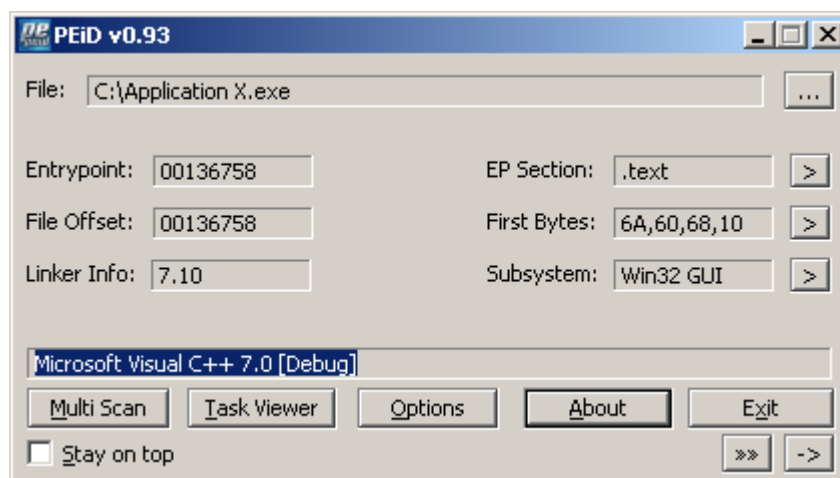 PEiD v0.93
File: C:\Application X.exe ...
Entrypoint: 00136758 EP Section: .text >
File Offset: 00136758 First Bytes: 6A,60,68,10 >
Linker Info: 7.10 Subsystem: Win32 GUI >
Microsoft Visual C++ 7.0 [Debug]
Multi Scan Task Viewer Options About Exit
Stay on top »» ->